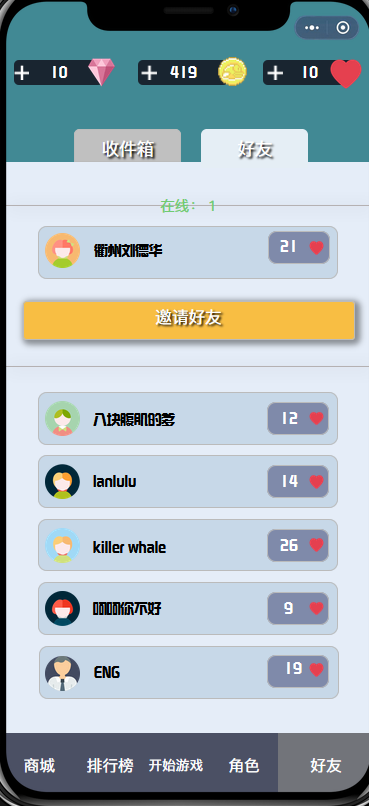 + 10 + 419 + 10
收件箱 好友
在线： 1
衢州刘德华 21
邀请好友
八块腹肌的爹 12
lanlulu 14
killer whale 26
你不好 9
ENG 19
商城 排行榜 开始游戏 角色 好友